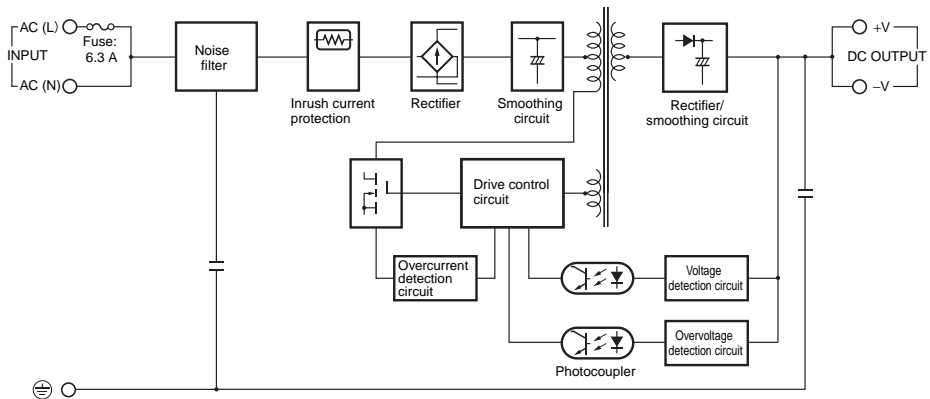 AC (L)
Fuse:
6.3 A
INPUT
AC (N)
Noise
filter
Inrush current
protection
Rectifier
Smoothing
circuit
Rectifier/
smoothing circuit
+V
DC OUTPUT
−V
Drive control
circuit
Overcurrent
detection
circuit
Voltage
detection circuit
Overvoltage
detection circuit
Photocoupler